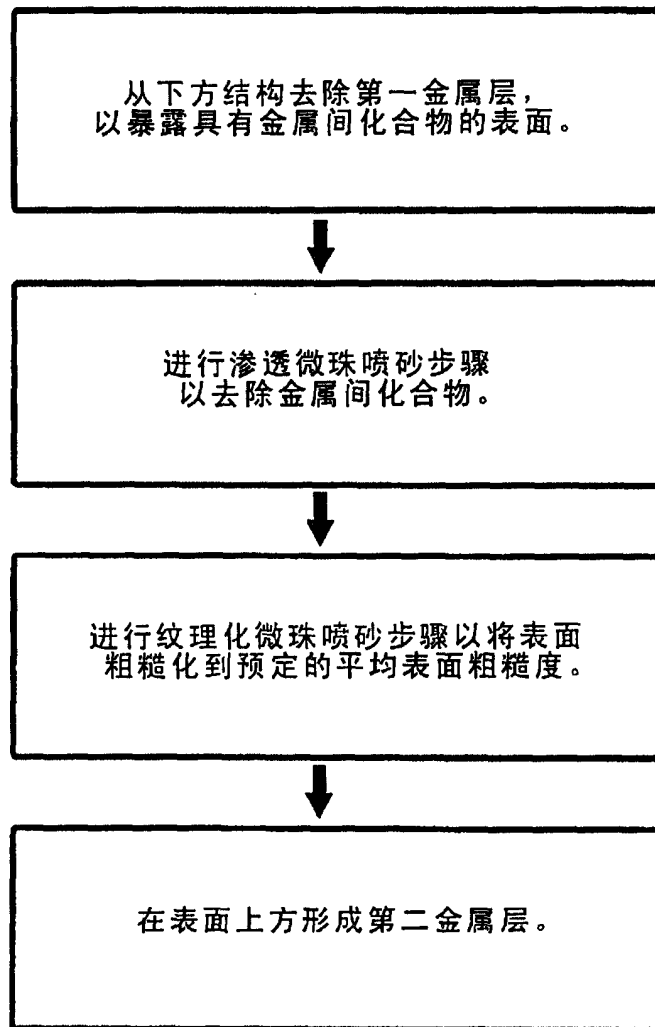 从下方结构去除第一金属层，
以暴露具有金属间化合物的表面。
进行渗透微珠喷砂步骤
以去除金属间化合物。
进行纹理化微珠喷砂步骤以将表面
粗糙化到预定的平均表面粗糙度。
在表面上方形成第二金属层。